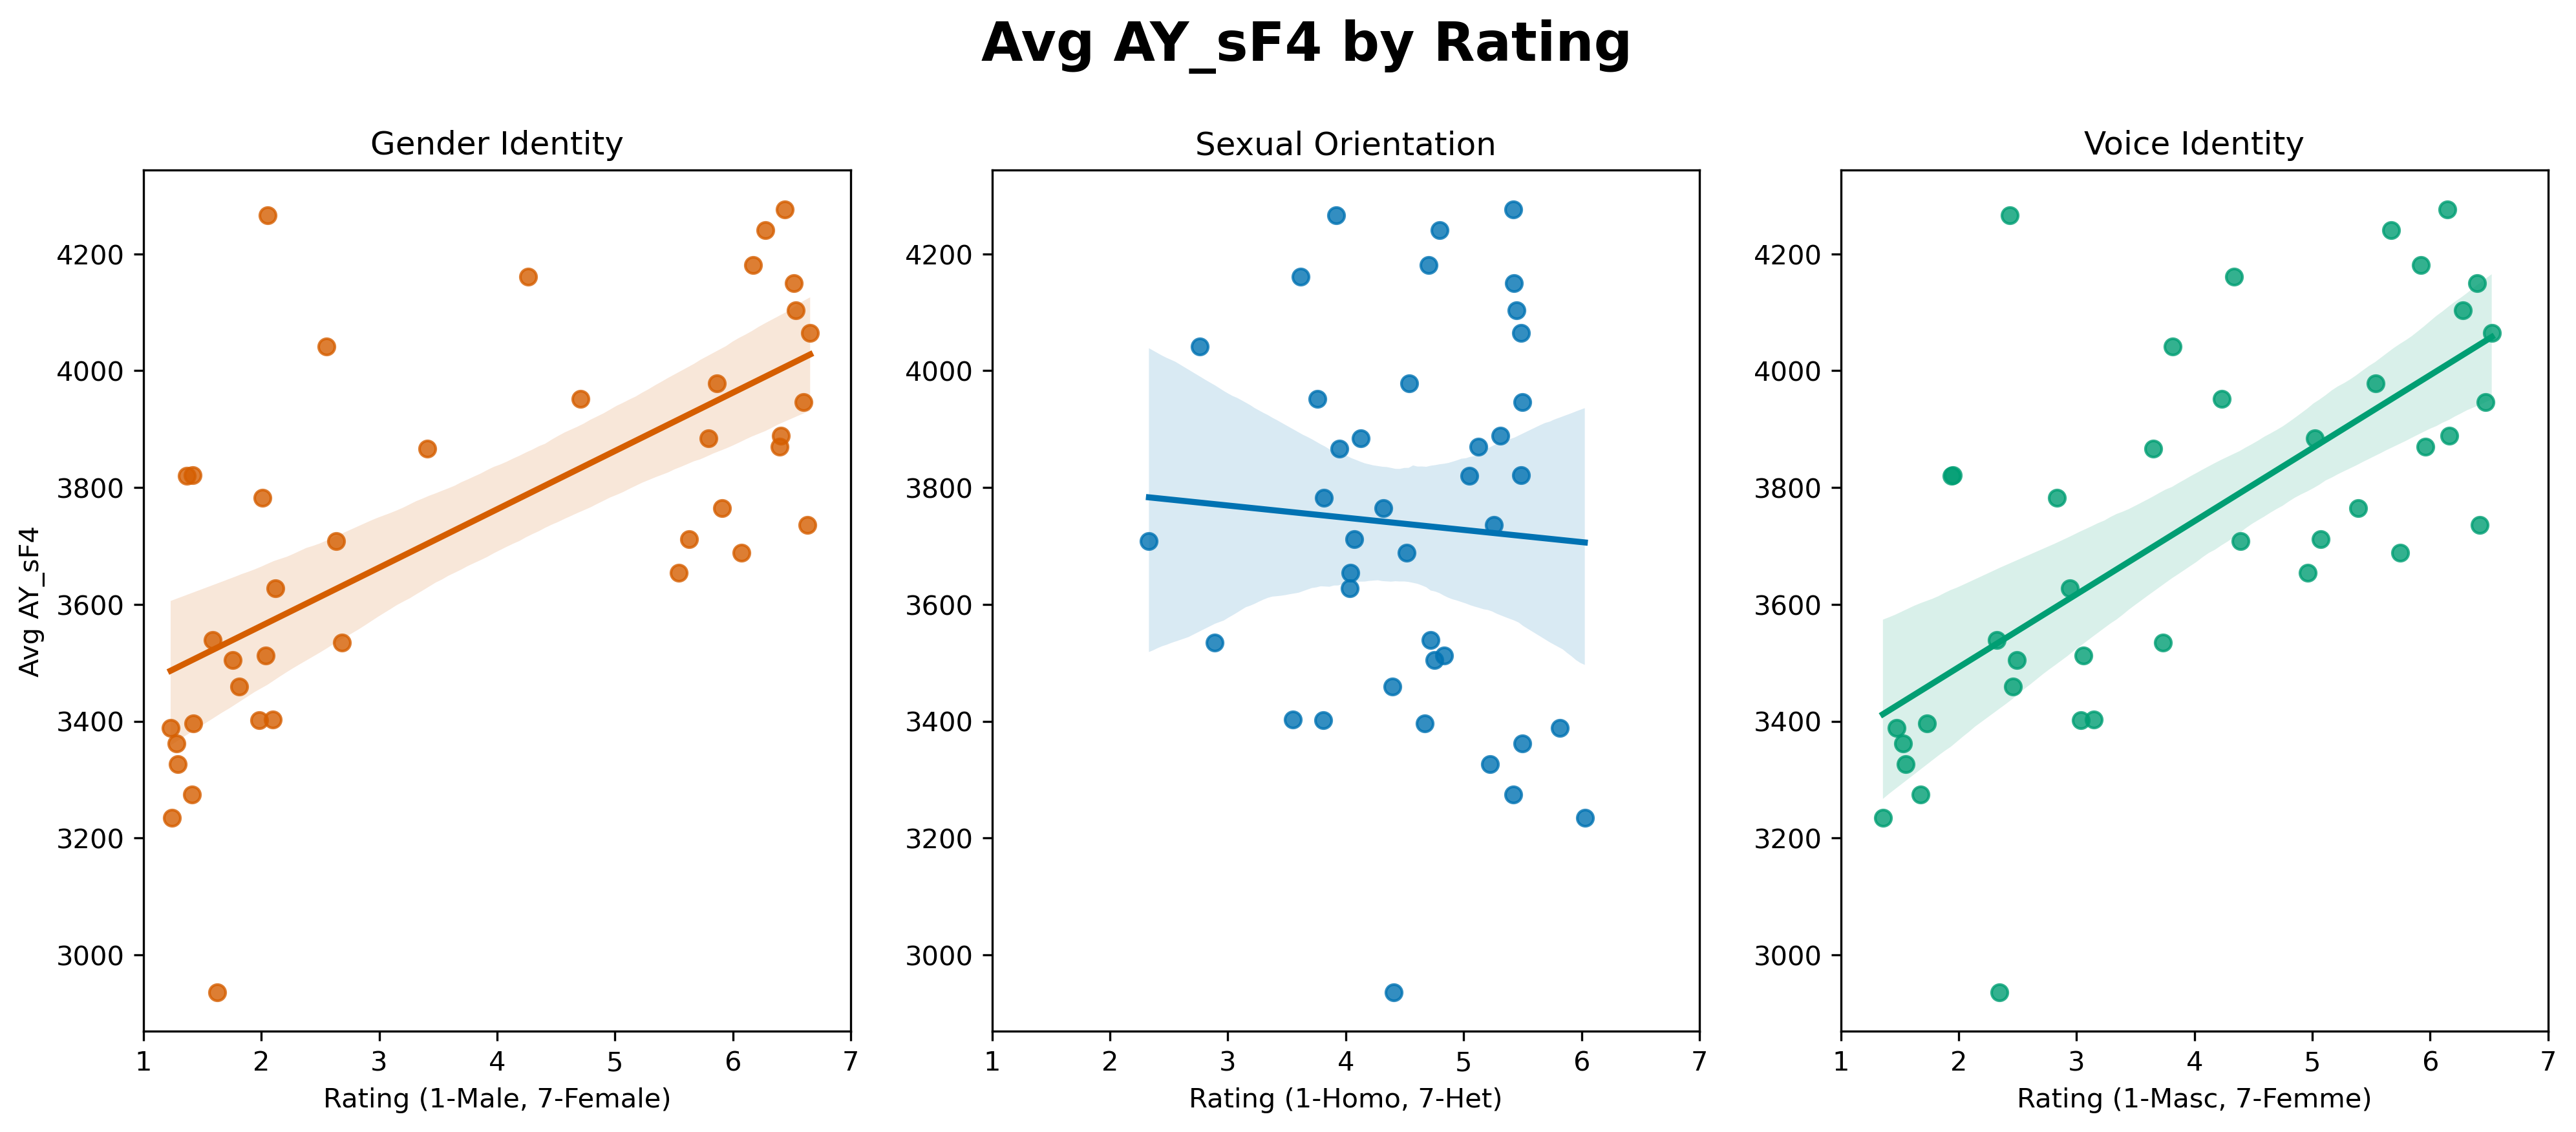 Avg AY_sF4 by Rating
Gender Identity
Sexual Orientation
Voice Identity
Avg AY_sF4
4200
4000
3800
3600
3400
3200
3000
1 2 3 4 5 6 7
Rating (1-Male, 7-Female)
4200
4000
3800
3600
3400
3200
3000
1 2 3 4 5 6 7
Rating (1-Homo, 7-Het)
4200
4000
3800
3600
3400
3200
3000
1 2 3 4 5 6 7
Rating (1-Masc, 7-Femme)